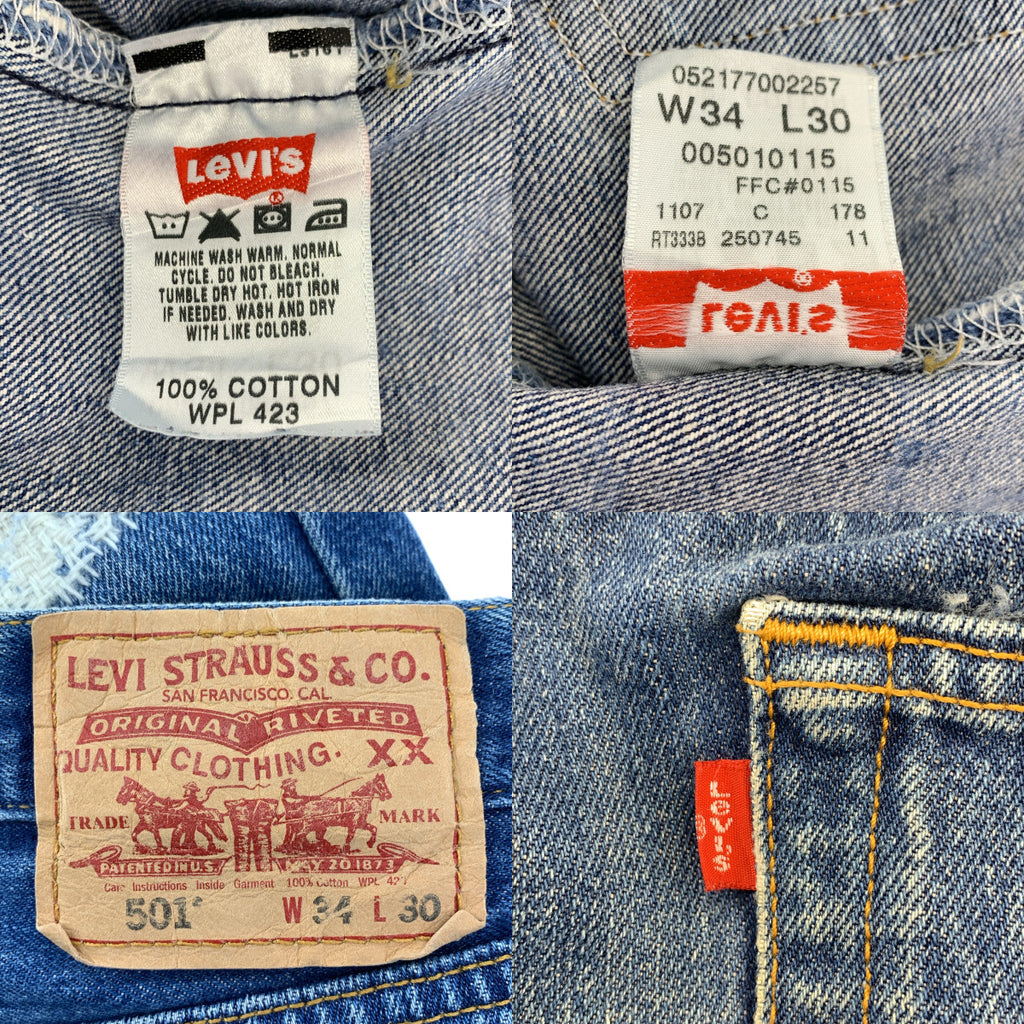 LEVI'S
R
MACHINE WASH WARM, NORMAL
CYCLE. DO NOT BLEACH.
TUMBLE DRY HOT. HOT IRON
IF NEEDED. WASH AND DRY
WITH LIKE COLORS.
100% COTTON
WPL 423
052177002257
W34 L30
005010115
FFC#0115
1107 C 178
RT333B 250745 11
Levi's
®
LEVI STRAUSS & CO.
SAN FRANCISCO, CAL.
ORIGINAL RIVETED
QUALITY CLOTHING. XX
TRADE MARK
PATENTED IN U.S. MAY 20 1873
Care Instructions Inside Garment 100% Cotton WPL 423
501® W 34 L 30
LEVI'S
®